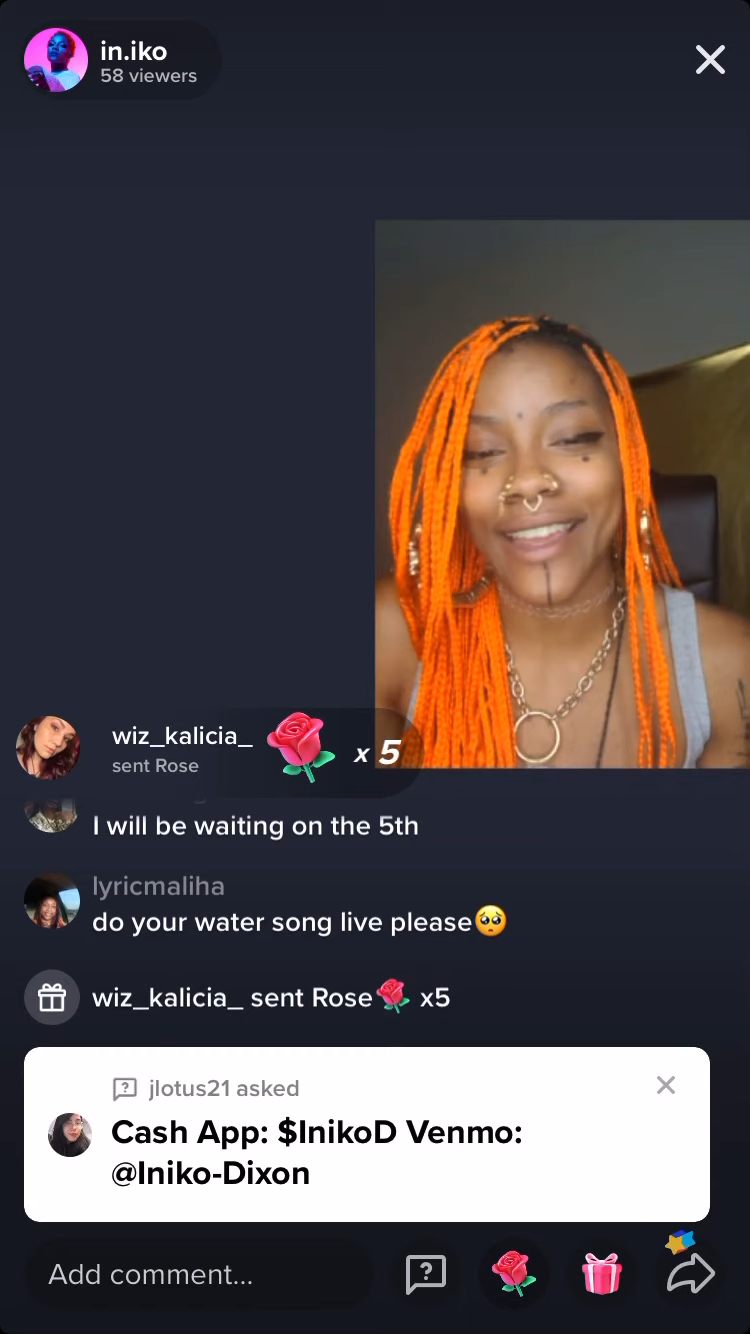 in.iko
58 viewers
wiz_kalicia_
sent Rose
x 5
I will be waiting on the 5th
lyricmaliha
do your water song live please🥺
wiz_kalicia_ sent Rose🌹 x5
jlotus21 asked
Cash App: $InikoD Venmo:
@Iniko-Dixon
Add comment...